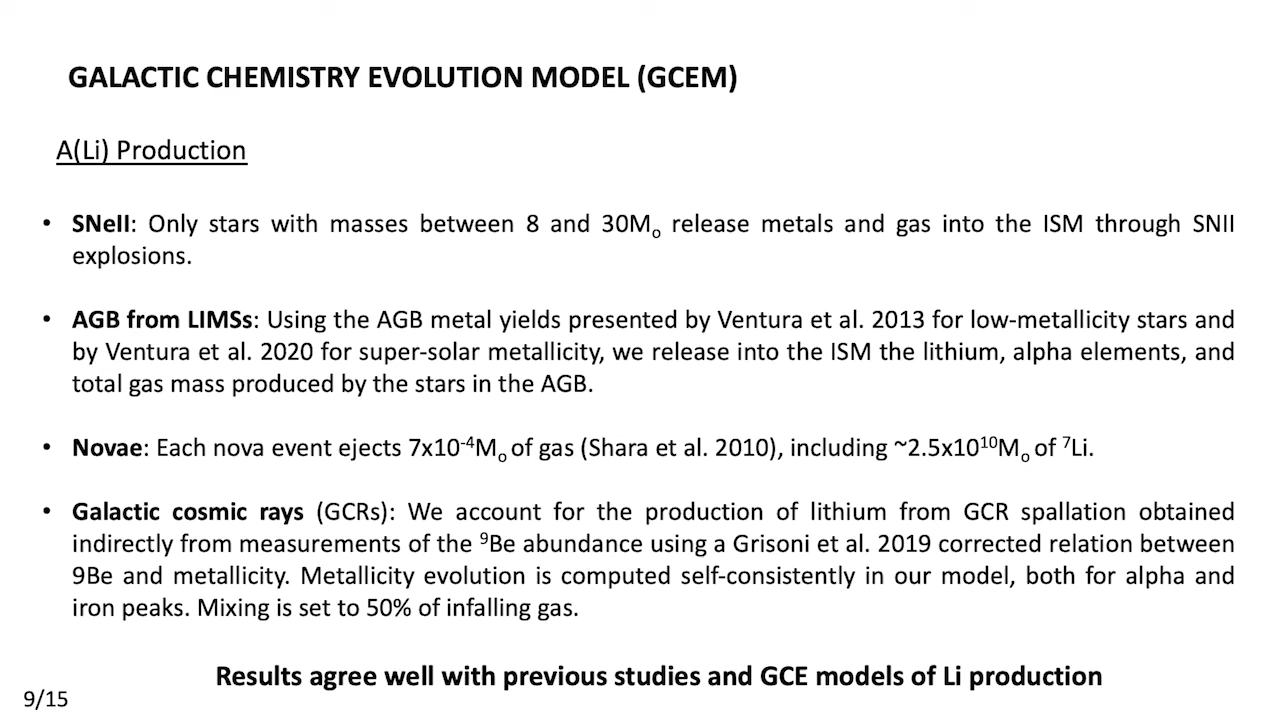 GALACTIC CHEMISTRY EVOLUTION MODEL (GCEM)
A(Li) Production
• SNeII: Only stars with masses between 8 and 30Mₒ release metals and gas into the ISM through SNII
explosions.
• AGB from LIMSs: Using the AGB metal yields presented by Ventura et al. 2013 for low-metallicity stars and
by Ventura et al. 2020 for super-solar metallicity, we release into the ISM the lithium, alpha elements, and
total gas mass produced by the stars in the AGB.
• Novae: Each nova event ejects 7x10⁻⁴Mₒ of gas (Shara et al. 2010), including ~2.5x10¹⁰Mₒ of ⁷Li.
• Galactic cosmic rays (GCRs): We account for the production of lithium from GCR spallation obtained
indirectly from measurements of the ⁹Be abundance using a Grisoni et al. 2019 corrected relation between
9Be and metallicity. Metallicity evolution is computed self-consistently in our model, both for alpha and
iron peaks. Mixing is set to 50% of infalling gas.
Results agree well with previous studies and GCE models of Li production
9/15